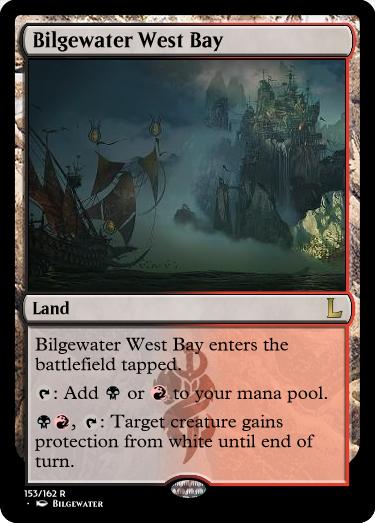 Bilgewater West Bay
Land
L
Bilgewater West Bay enters the
battlefield tapped.
: Add or to your mana pool.
, : Target creature gains
protection from white until end of
turn.
153/162 R
· Bilgewater